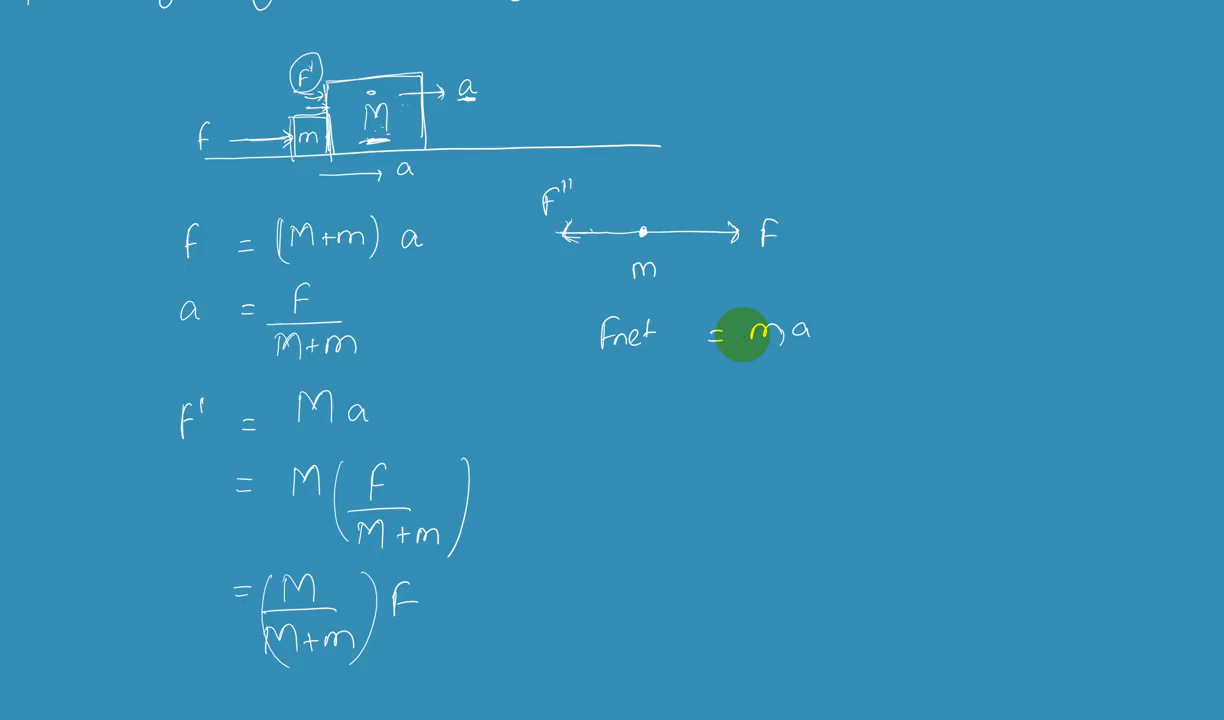 F'
M
a
f
m
a
f = (M+m) a
F''
F
m
a = F / M+m
Fnet = ma
F' = Ma
= M ( F / M+m )
= ( M / M+m ) F